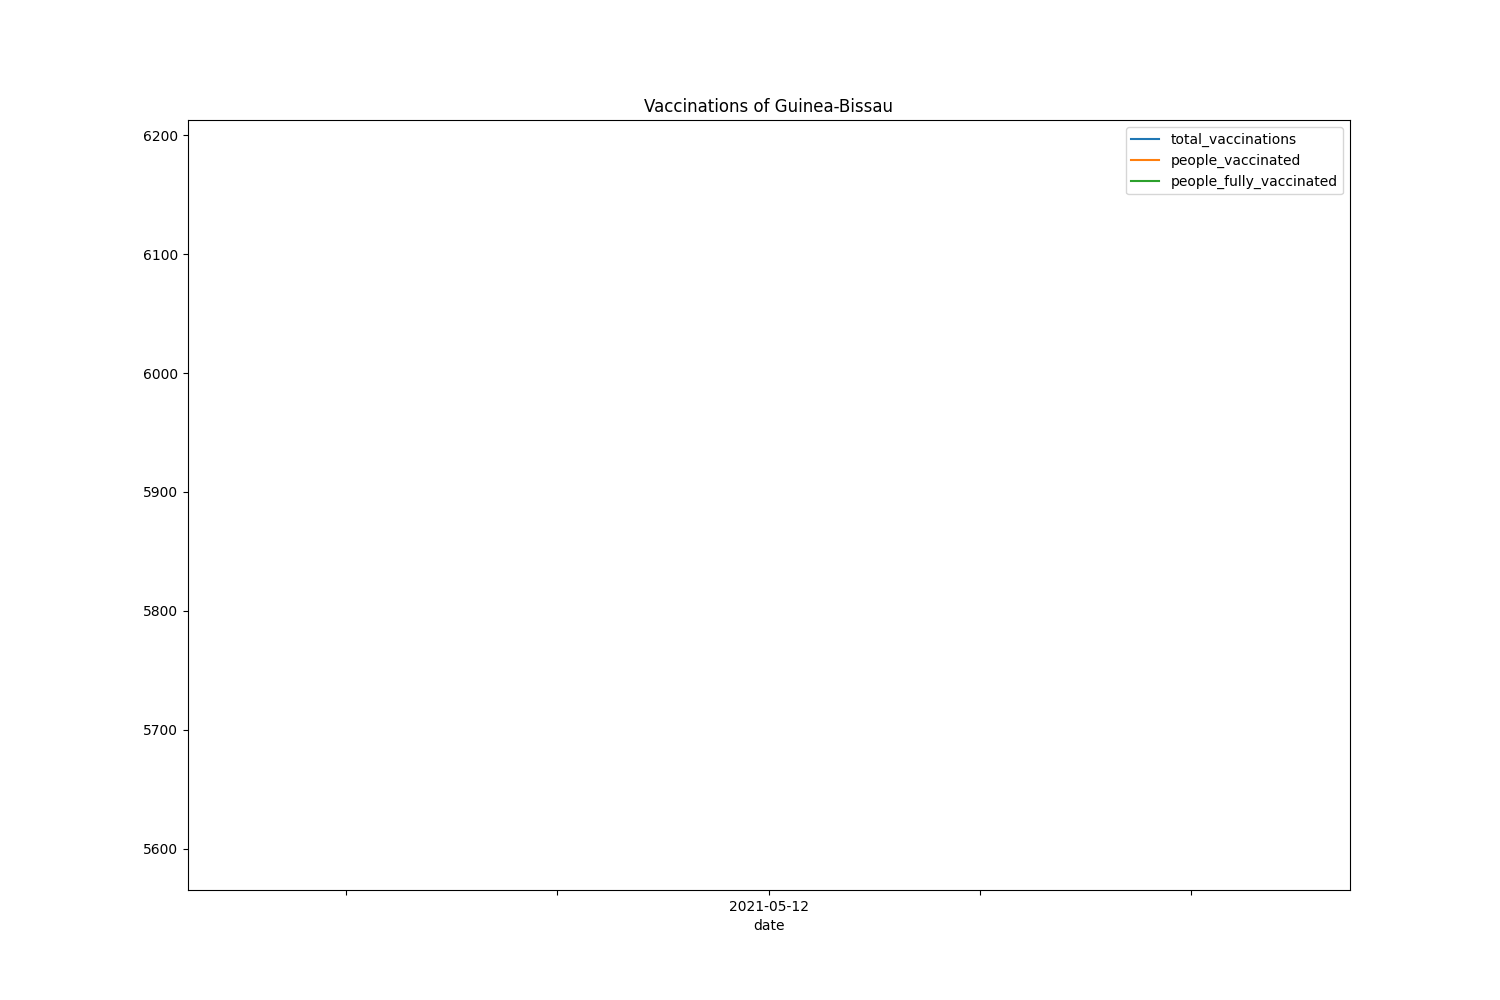 Vaccinations of Guinea-Bissau
total_vaccinations
people_vaccinated
people_fully_vaccinated
6200
6100
6000
5900
5800
5700
5600
2021-05-12
date